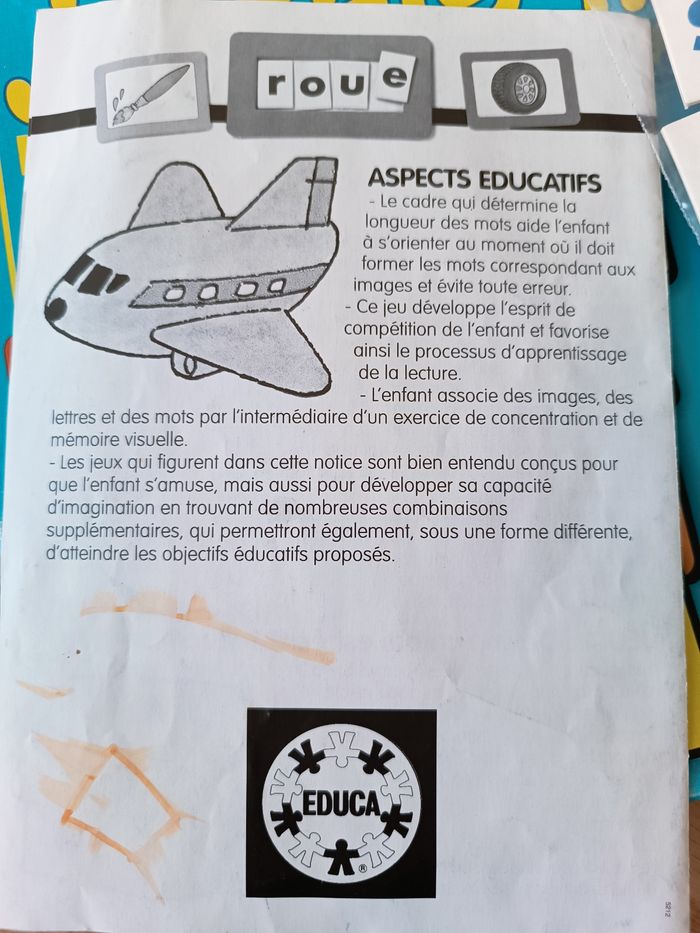 roue
ASPECTS EDUCATIFS
- Le cadre qui détermine la
longueur des mots aide l'enfant
à s'orienter au moment où il doit
former les mots correspondant aux
images et évite toute erreur.
- Ce jeu développe l'esprit de
compétition de l'enfant et favorise
ainsi le processus d'apprentissage
de la lecture.
- L'enfant associe des images, des
lettres et des mots par l'intermédiaire d'un exercice de concentration et de
mémoire visuelle.
- Les jeux qui figurent dans cette notice sont bien entendu conçus pour
que l'enfant s'amuse, mais aussi pour développer sa capacité
d'imagination en trouvant de nombreuses combinaisons
supplémentaires, qui permettront également, sous une forme différente,
d'atteindre les objectifs éducatifs proposés.
EDUCA
®
5212